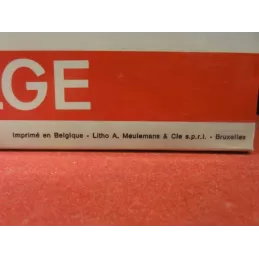 LGE
Imprimé en Belgique - Litho A. Meulemans & Cie s.p.r.l. - Bruxelles